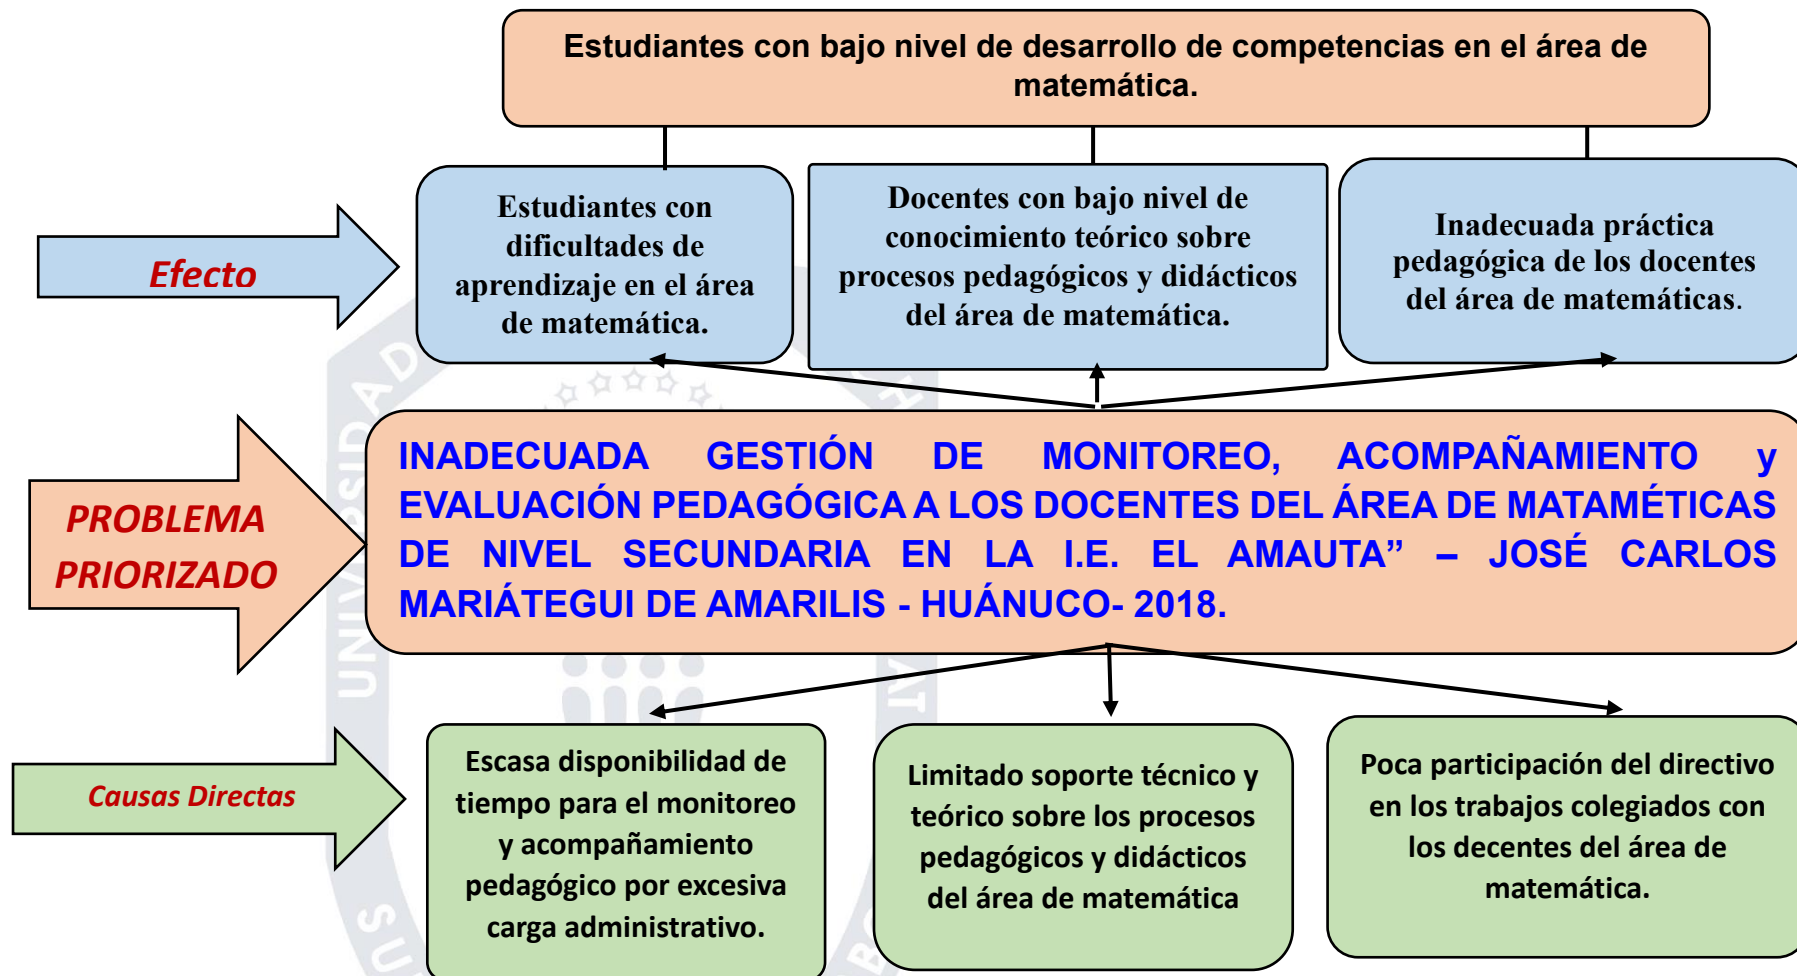 Estudiantes con bajo nivel de desarrollo de competencias en el área de
matemática.
Efecto
Estudiantes con
dificultades de
aprendizaje en el área
de matemática.
Docentes con bajo nivel de
conocimiento teórico sobre
procesos pedagógicos y didácticos
del área de matemática.
Inadecuada práctica
pedagógica de los docentes
del área de matemáticas.
PROBLEMA
PRIORIZADO
INADECUADA GESTIÓN DE MONITOREO, ACOMPAÑAMIENTO y
EVALUACIÓN PEDAGÓGICA A LOS DOCENTES DEL ÁREA DE MATAMÉTICAS
DE NIVEL SECUNDARIA EN LA I.E. EL AMAUTA” – JOSÉ CARLOS
MARIÁTEGUI DE AMARILIS - HUÁNUCO- 2018.
Causas Directas
Escasa disponibilidad de
tiempo para el monitoreo
y acompañamiento
pedagógico por excesiva
carga administrativo.
Limitado soporte técnico y
teórico sobre los procesos
pedagógicos y didácticos
del área de matemática
Poca participación del directivo
en los trabajos colegiados con
los decentes del área de
matemática.